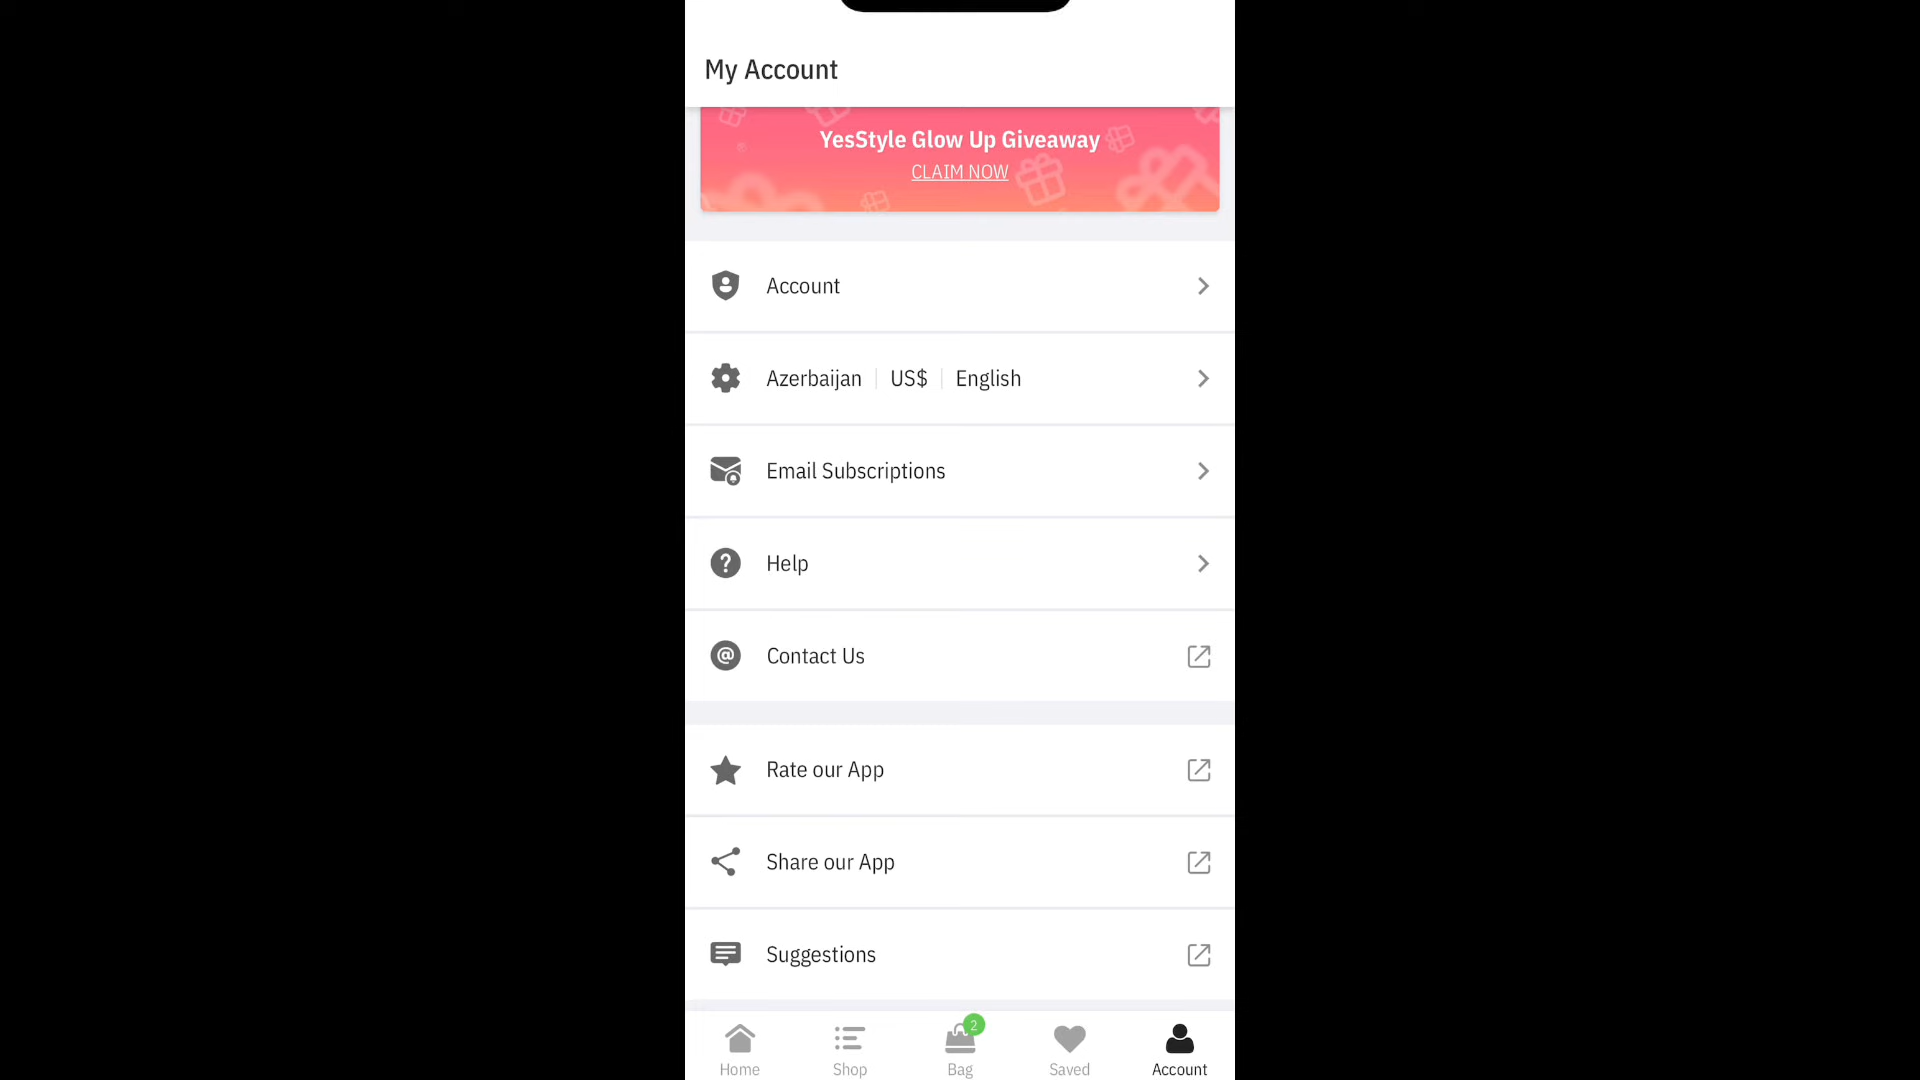 My Account
YesStyle Glow Up Giveaway
CLAIM NOW
Account
Azerbaijan US$ English
Email Subscriptions
Help
Contact Us
Rate our App
Share our App
Suggestions
2
Home Shop Bag Saved Account